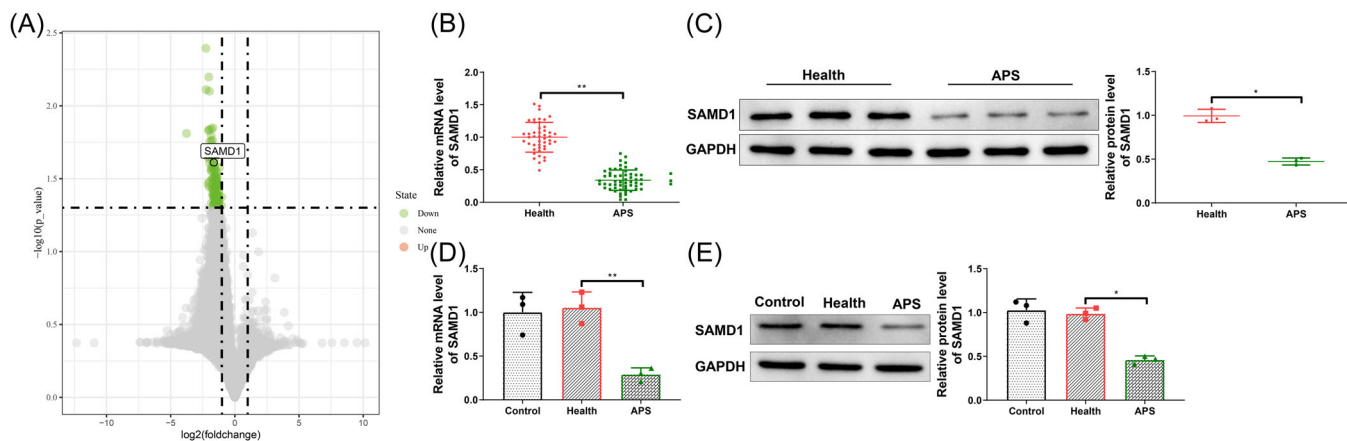 (A)
2.5
2.0
1.5
1.0
0.5
0.0
−log10(p_value)
SAMD1
-10
-5
0
5
10
log2(foldchange)
State
Down
None
Up
(B)
Relative mRNA level
of SAMD1
2.0
1.5
1.0
0.5
0.0
**
Health
APS
(C)
Health
APS
SAMD1
GAPDH
Relative protein level
of SAMD1
1.5
1.0
0.5
0.0
*
Health
APS
(D)
Relative mRNA level
of SAMD1
1.5
1.0
0.5
0.0
**
Control
Health
APS
(E)
Control
Health
APS
SAMD1
GAPDH
Relative protein level
of SAMD1
1.5
1.0
0.5
0.0
*
Control
Health
APS